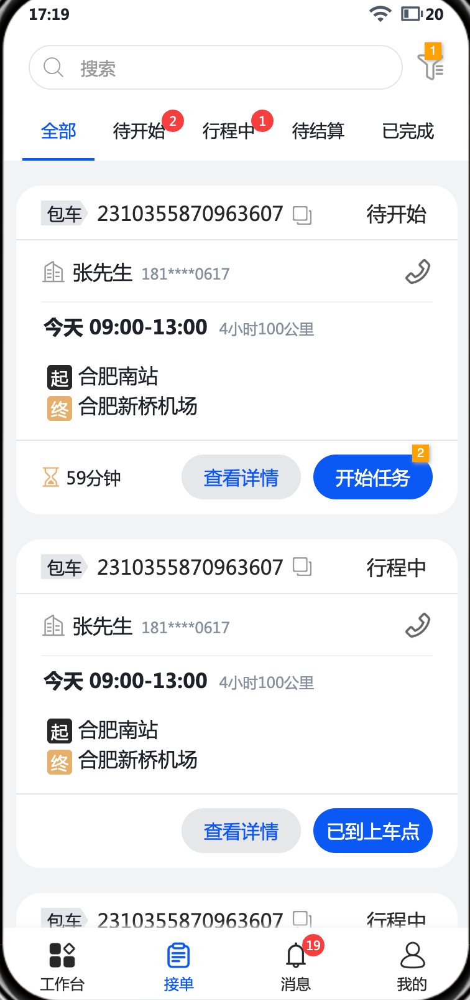 17:19 20
搜索 1
全部 待开始 2 行程中 1 待结算 已完成
包车 2310355870963607 待开始
张先生 181****0617
今天 09:00-13:00 4小时100公里
起 合肥南站
终 合肥新桥机场
2
59分钟 查看详情 开始任务
包车 2310355870963607 行程中
张先生 181****0617
今天 09:00-13:00 4小时100公里
起 合肥南站
终 合肥新桥机场
查看详情 已到上车点
包车 2310355870963607 行程中
19
工作台 接单 消息 我的